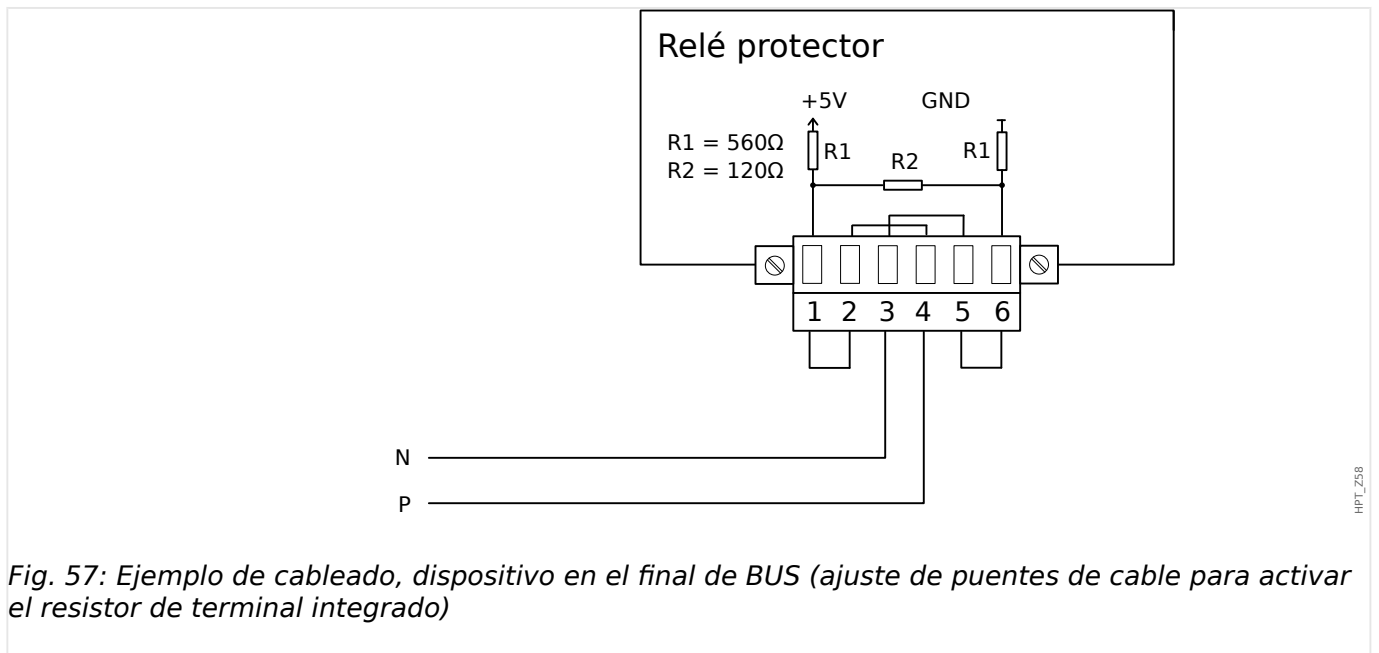 Relé protector
+5V GND
R1 = 560Ω
R2 = 120Ω
R1 R2 R1
1 2 3 4 5 6
N
P
HPT_Z58
Fig. 57: Ejemplo de cableado, dispositivo en el final de BUS (ajuste de puentes de cable para activar
el resistor de terminal integrado)